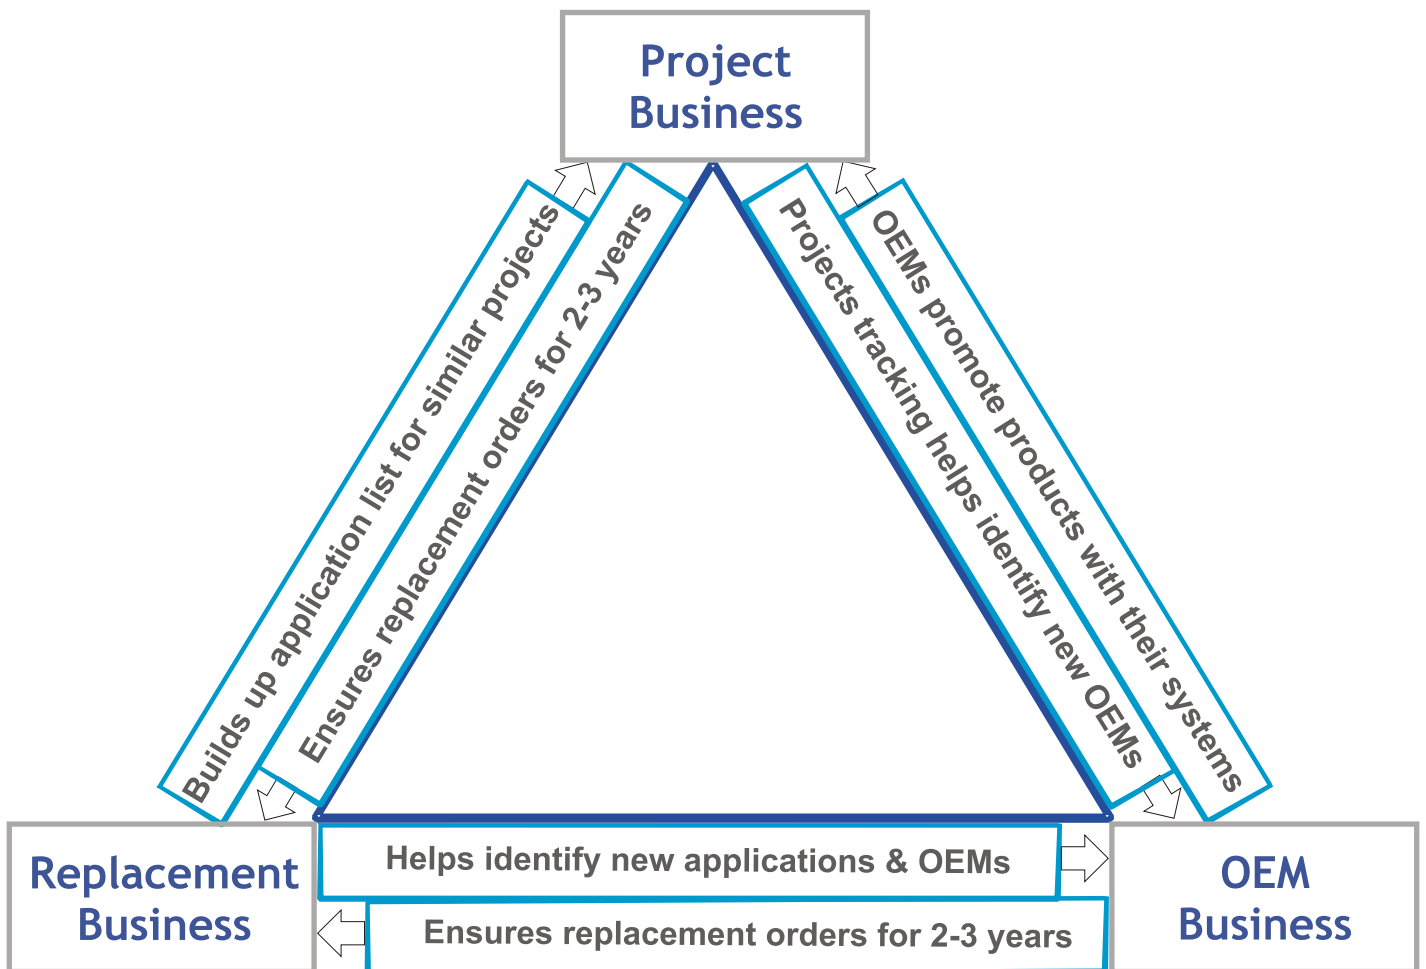 Project
Business
Builds up application list for similar projects
Ensures replacement orders for 2-3 years
Projects tracking helps identify new OEMs
OEMs promote products with their systems
Replacement
Business
Helps identify new applications & OEMs
Ensures replacement orders for 2-3 years
OEM
Business